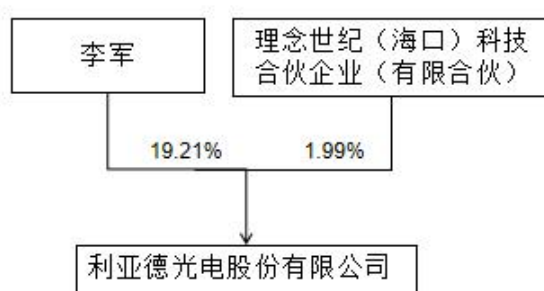 李军
理念世纪（海口）科技
合伙企业（有限合伙）
19.21%
1.99%
利亚德光电股份有限公司